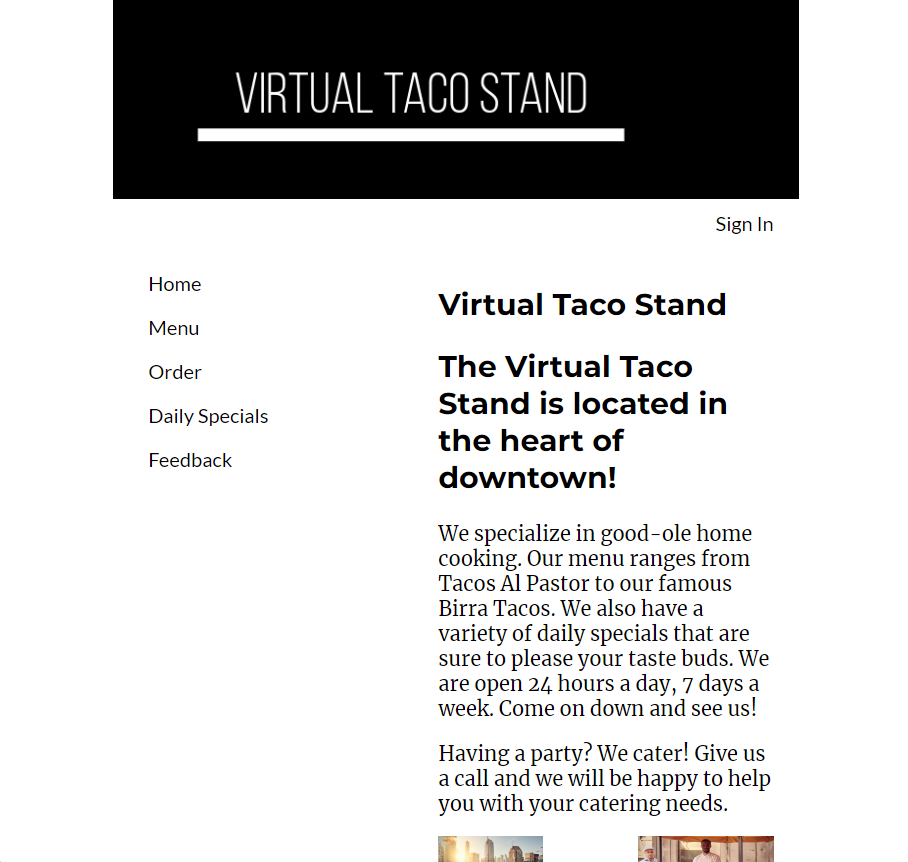 VIRTUAL TACO STAND
Sign In
Home
Menu
Order
Daily Specials
Feedback
Virtual Taco Stand
The Virtual Taco
Stand is located in
the heart of
downtown!
We specialize in good-ole home
cooking. Our menu ranges from
Tacos Al Pastor to our famous
Birra Tacos. We also have a
variety of daily specials that are
sure to please your taste buds. We
are open 24 hours a day, 7 days a
week. Come on down and see us!
Having a party? We cater! Give us
a call and we will be happy to help
you with your catering needs.